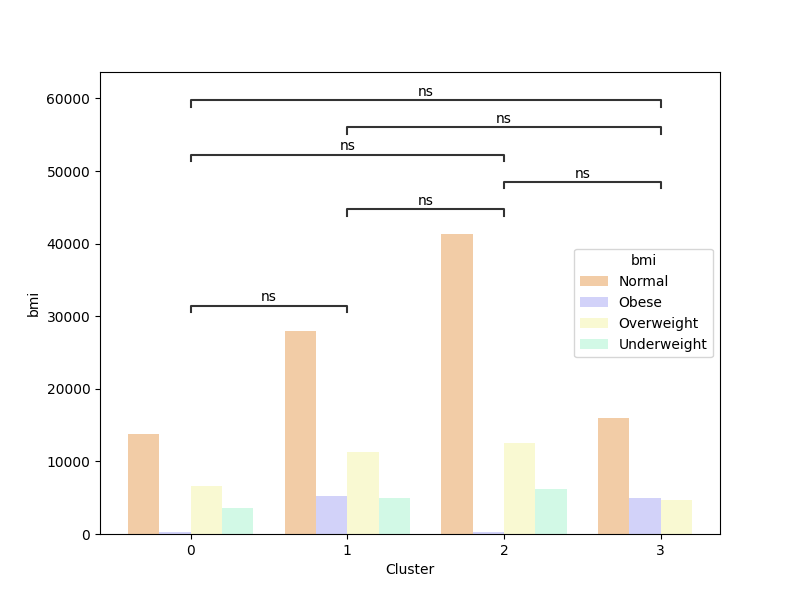 60000
50000
40000
30000
20000
10000
0
bmi
ns
ns
ns
ns
ns
ns
bmi
Normal
Obese
Overweight
Underweight
0 1 2 3
Cluster